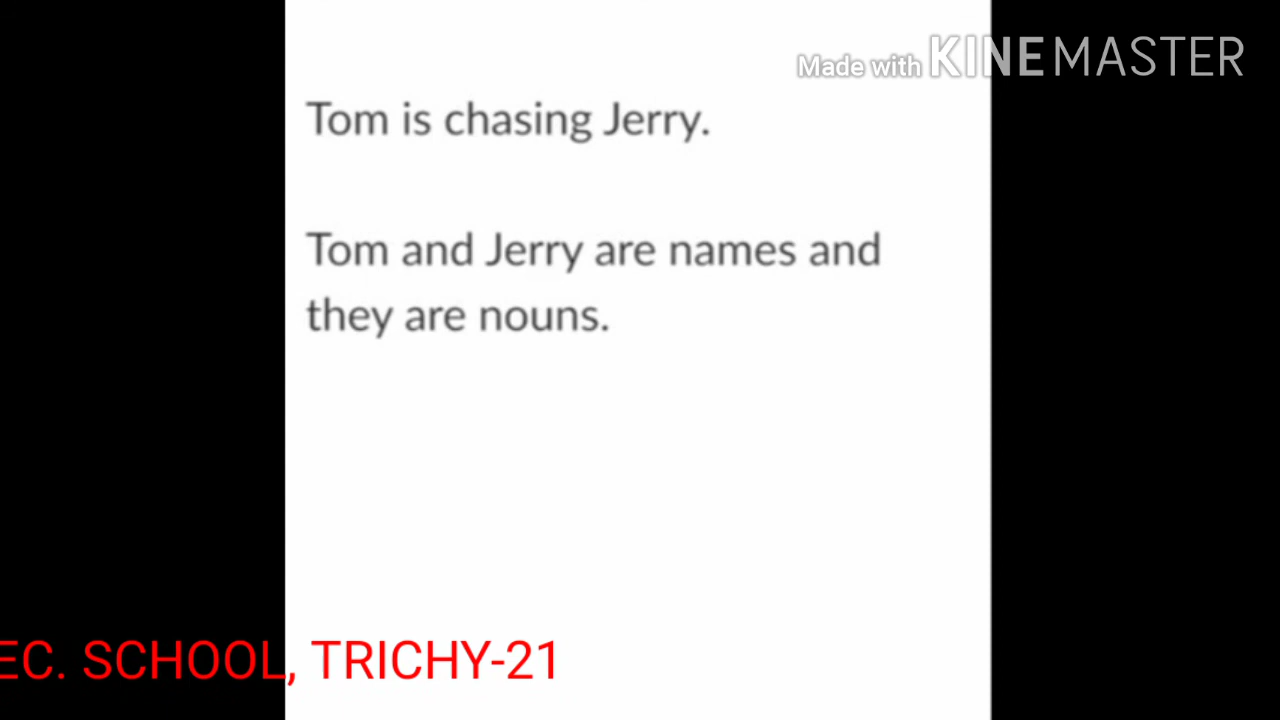 Made with KINEMASTER
Tom is chasing Jerry.
Tom and Jerry are names and
they are nouns.
EC. SCHOOL, TRICHY-21